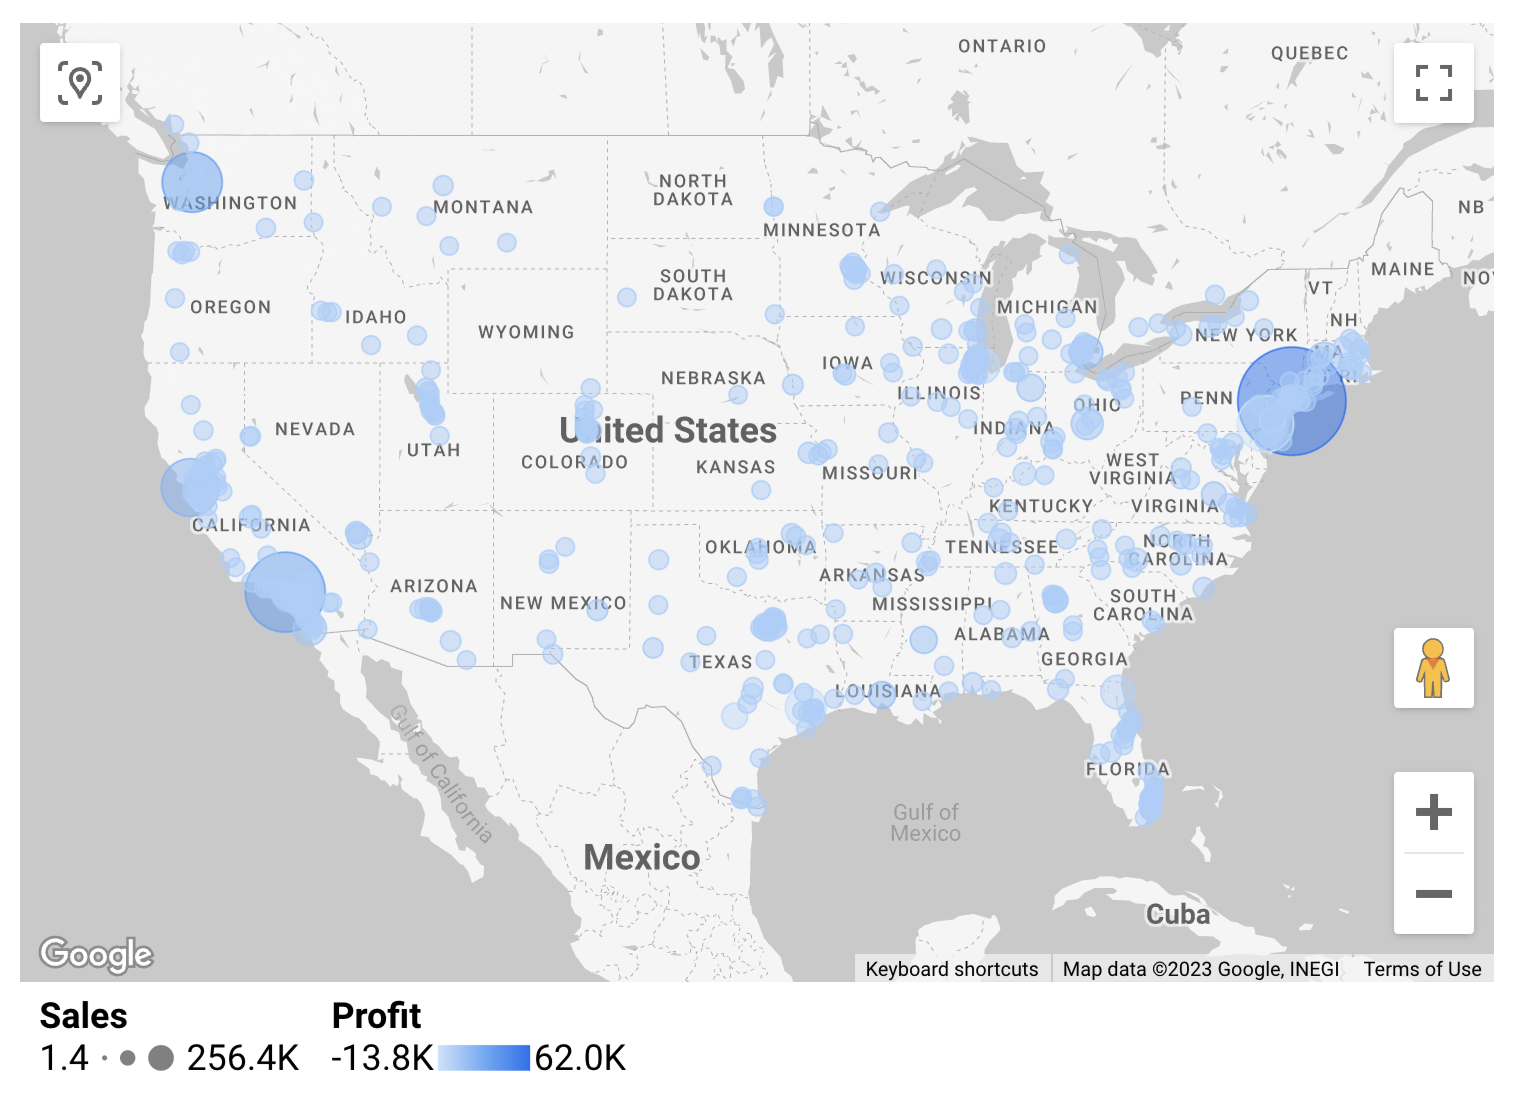 ONTARIO
QUEBEC
WASHINGTON
MONTANA
NORTH
DAKOTA
MINNESOTA
NB
SOUTH
DAKOTA
WISCONSIN
MICHIGAN
MAINE
NO
VT
OREGON
IDAHO
WYOMING
NH
NEW YORK
MA
IOWA
NEBRASKA
ILLINOIS
OHIO
PENN
RI
NEVADA
UTAH
United States
INDIANA
COLORADO
KANSAS
MISSOURI
WEST
VIRGINIA
KENTUCKY
VIRGINIA
CALIFORNIA
OKLAHOMA
TENNESSEE
NORTH
CAROLINA
ARIZONA
NEW MEXICO
ARKANSAS
MISSISSIPPI
SOUTH
CAROLINA
ALABAMA
TEXAS
GEORGIA
LOUISIANA
Gulf of California
FLORIDA
Gulf of
Mexico
Mexico
Cuba
Google
Keyboard shortcuts
Map data ©2023 Google, INEGI
Terms of Use
Sales
Profit
1.4
256.4K
-13.8K
62.0K